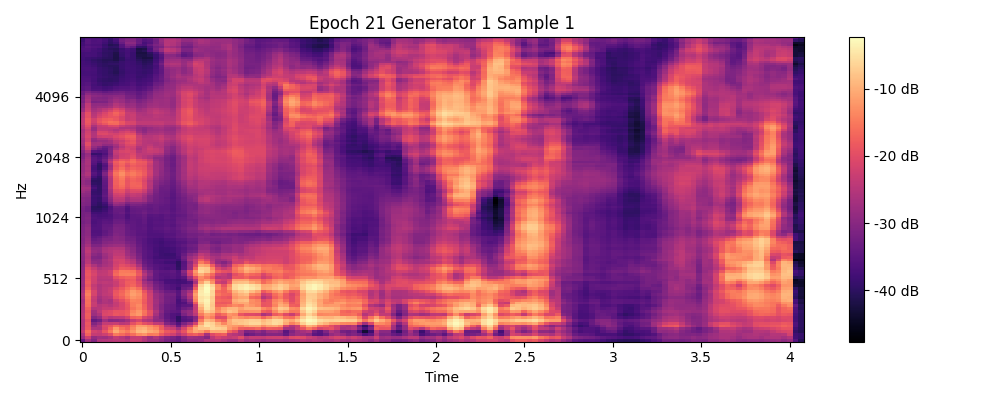 Epoch 21 Generator 1 Sample 1
Hz
4096
2048
1024
512
0
0 0.5 1 1.5 2 2.5 3 3.5 4
Time
-10 dB
-20 dB
-30 dB
-40 dB